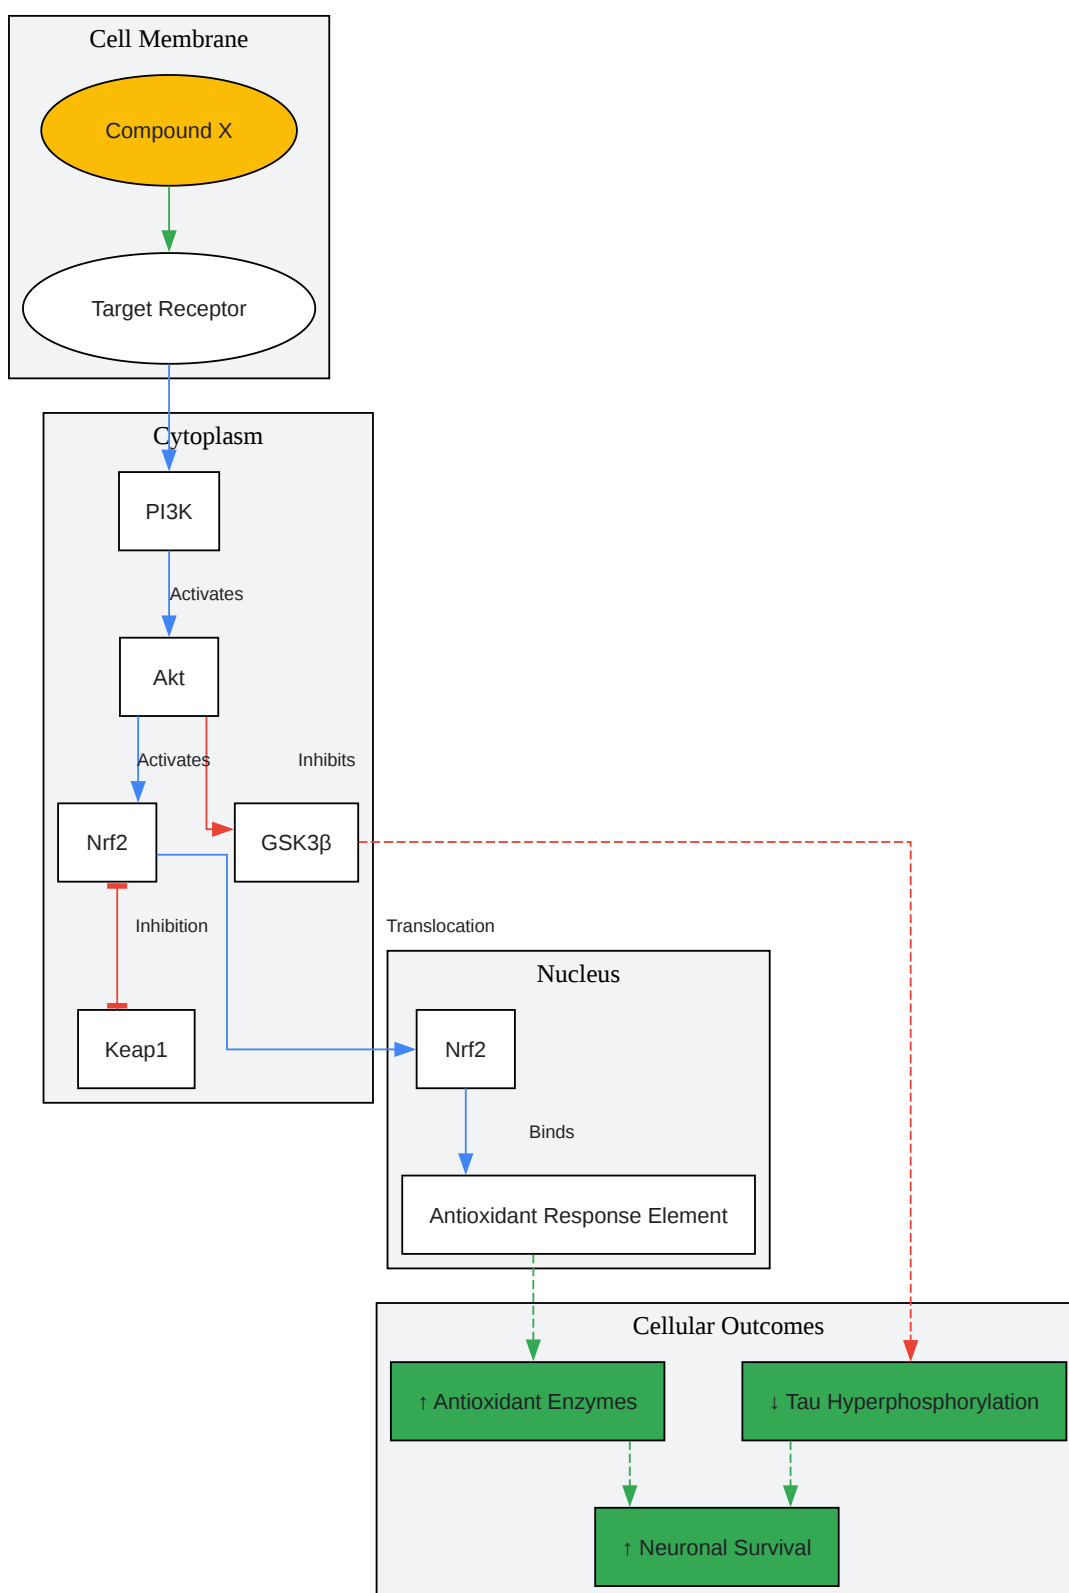 Cell Membrane
Compound X
Target Receptor
Cytoplasm
PI3K
Activates
Akt
Activates
Inhibits
Nrf2
GSK3β
Inhibition
Translocation
Keap1
Nucleus
Nrf2
Binds
Antioxidant Response Element
Cellular Outcomes
↑ Antioxidant Enzymes
↓ Tau Hyperphosphorylation
↑ Neuronal Survival